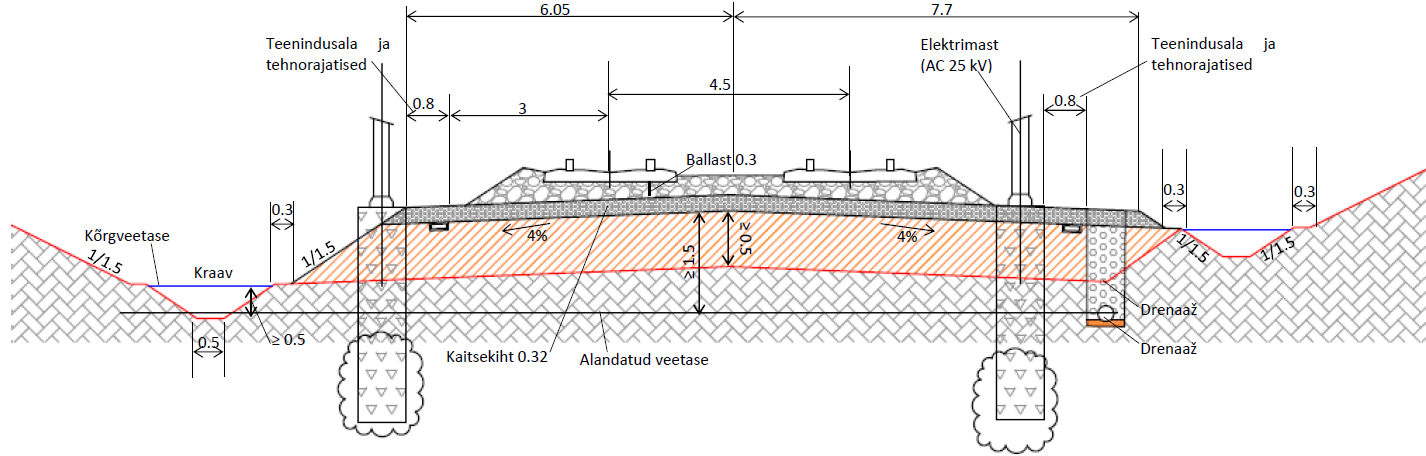 6.05
7.7
Teenindusala ja
tehnorajatised
Elektrimast
(AC 25 kV)
Teenindusala ja
tehnorajatised
4.5
0.8
3
0.8
Ballast 0.3
0.3
0.3
0.3
Kõrgveetase
1/1.5
Kraav
1/1.5
4%
≥ 1.5
≥ 0.5
4%
1/1.5
1/1.5
0.5
≥ 0.5
Kaitsekiht 0.32
Alandatud veetase
Drenaaž
Drenaaž